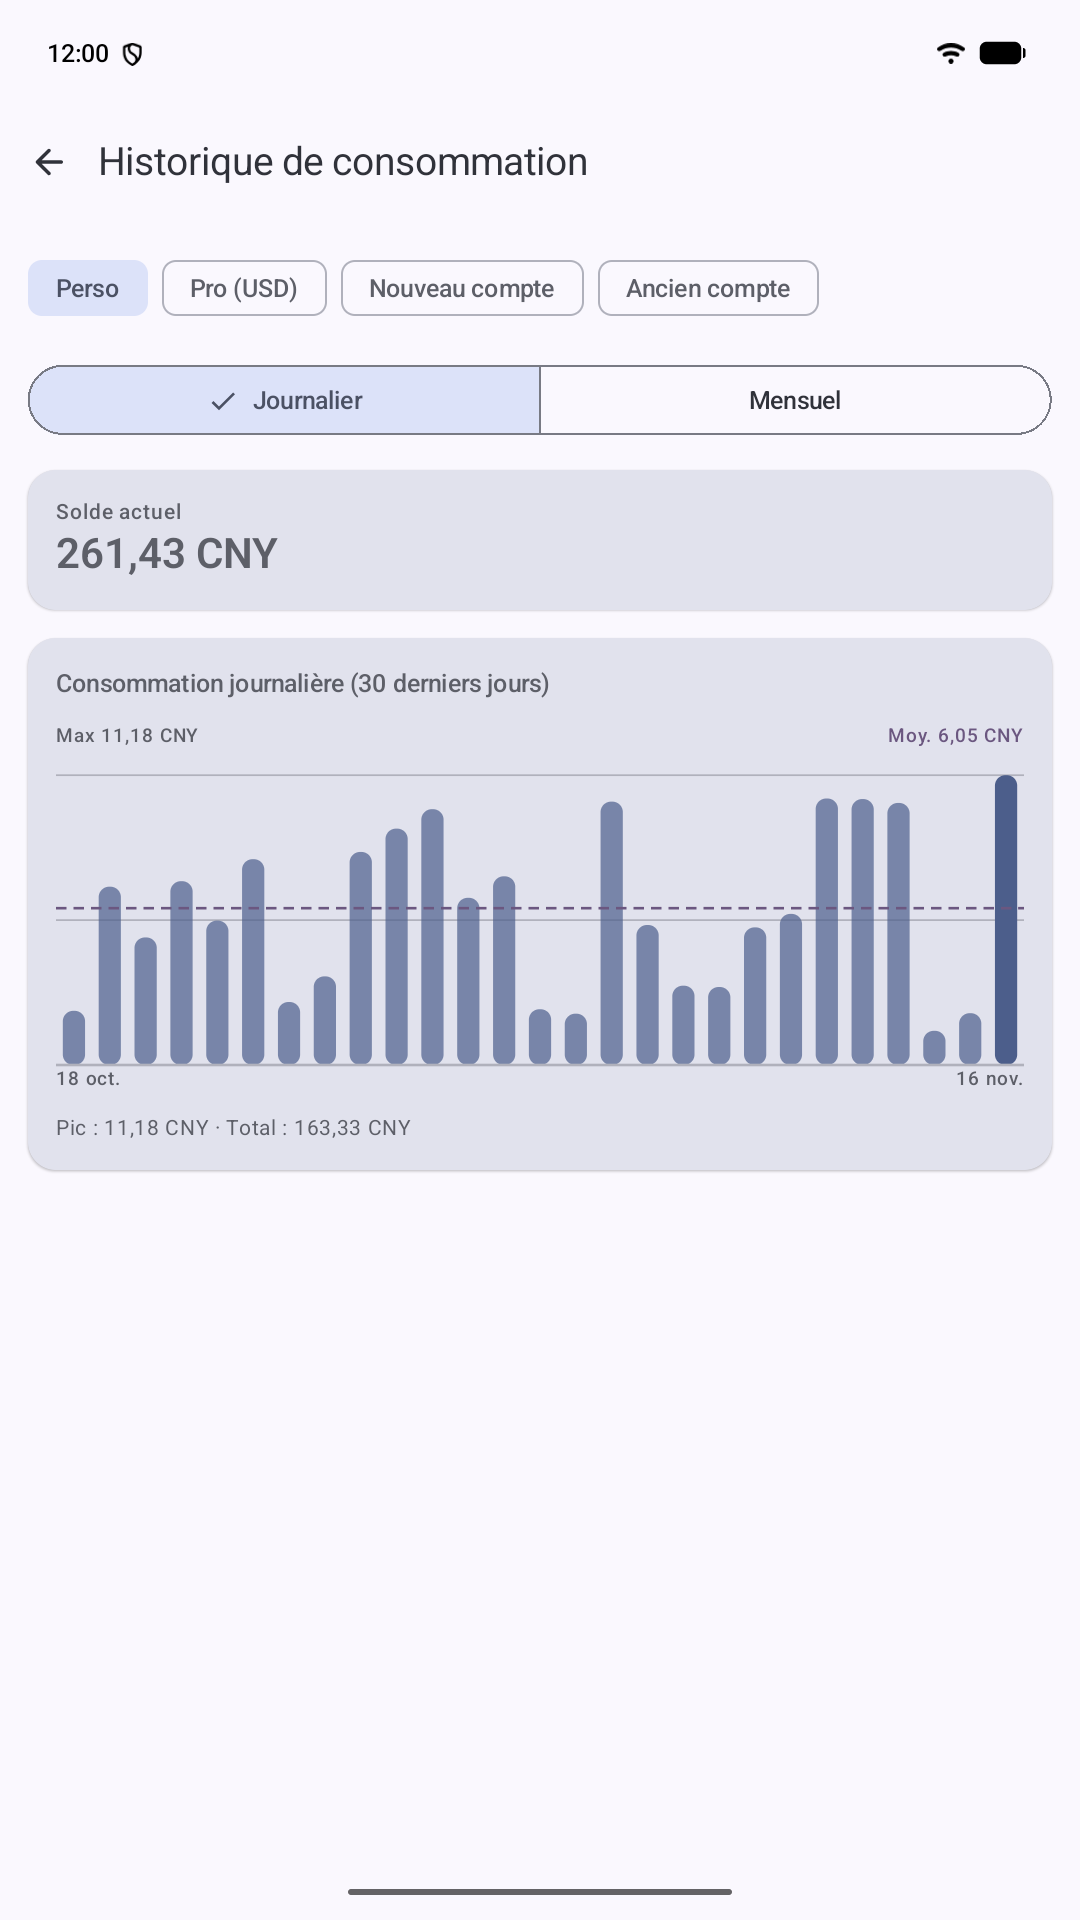 12:00
Historique de consommation
Perso
Pro (USD)
Nouveau compte
Ancien compte
Journalier
Mensuel
Solde actuel
261,43 CNY
Consommation journalière (30 derniers jours)
Max 11,18 CNY
Moy. 6,05 CNY
18 oct.
16 nov.
Pic : 11,18 CNY · Total : 163,33 CNY